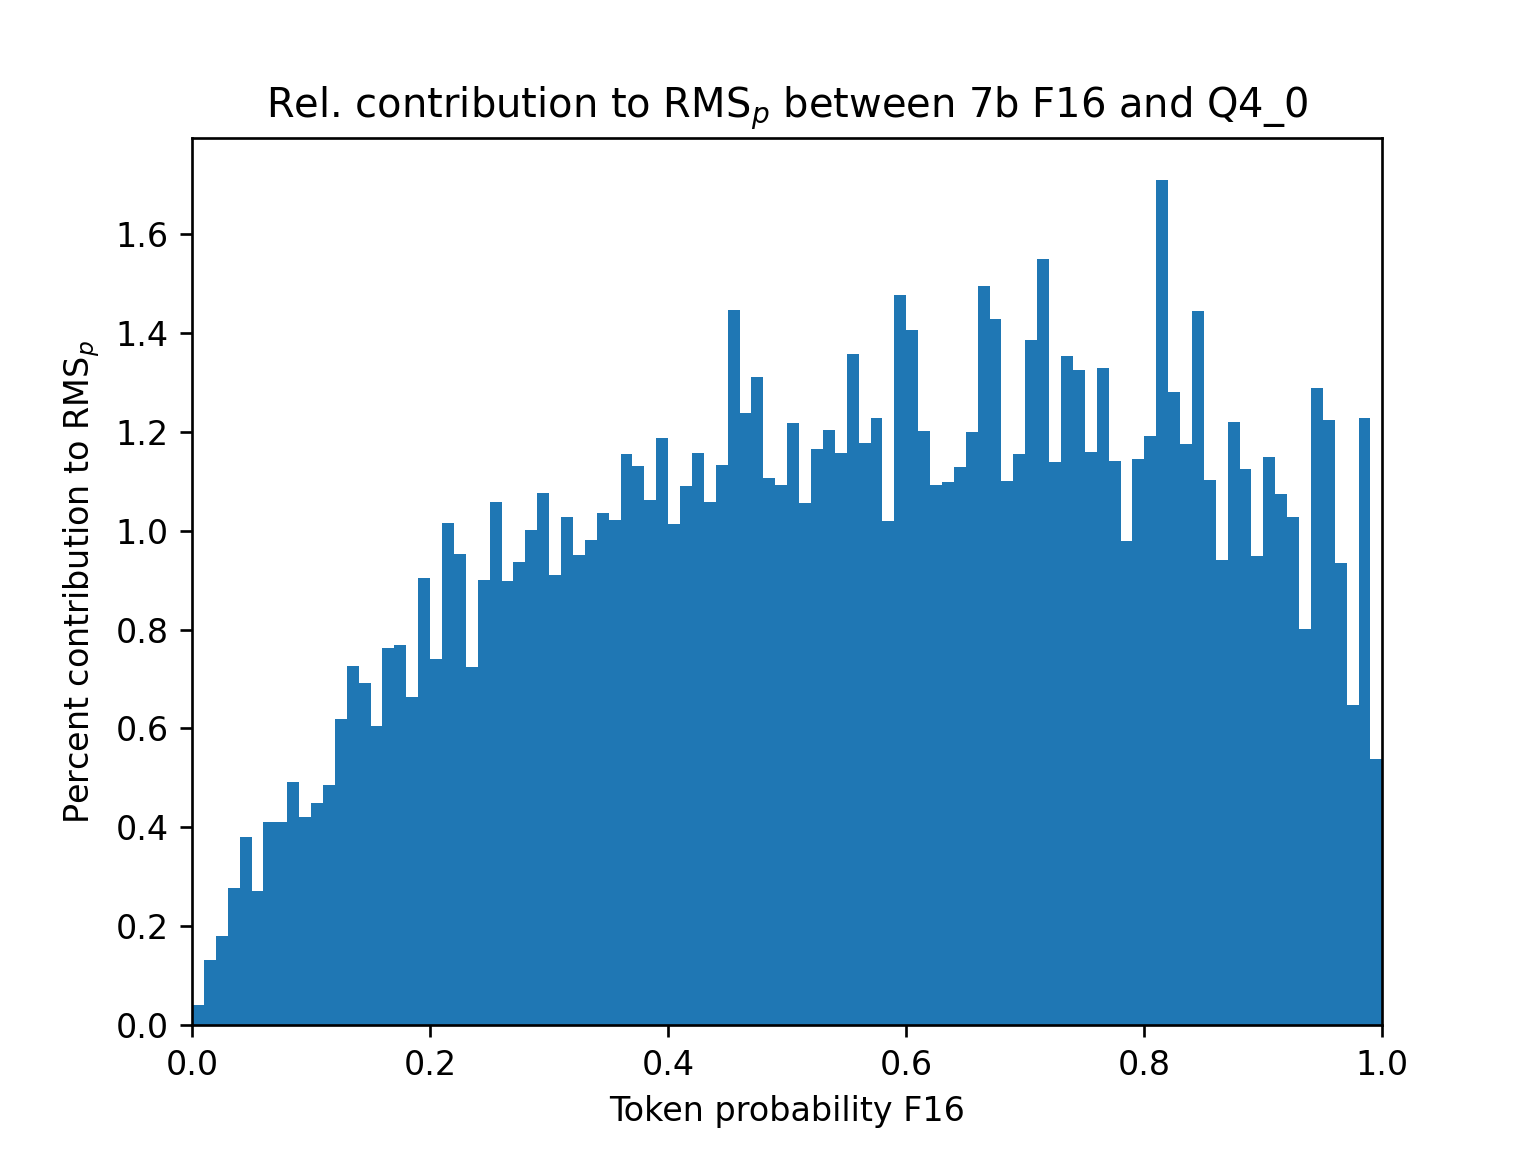 Rel. contribution to RMS_p between 7b F16 and Q4_0
Percent contribution to RMS_p
1.6
1.4
1.2
1.0
0.8
0.6
0.4
0.2
0.0
0.0 0.2 0.4 0.6 0.8 1.0
Token probability F16